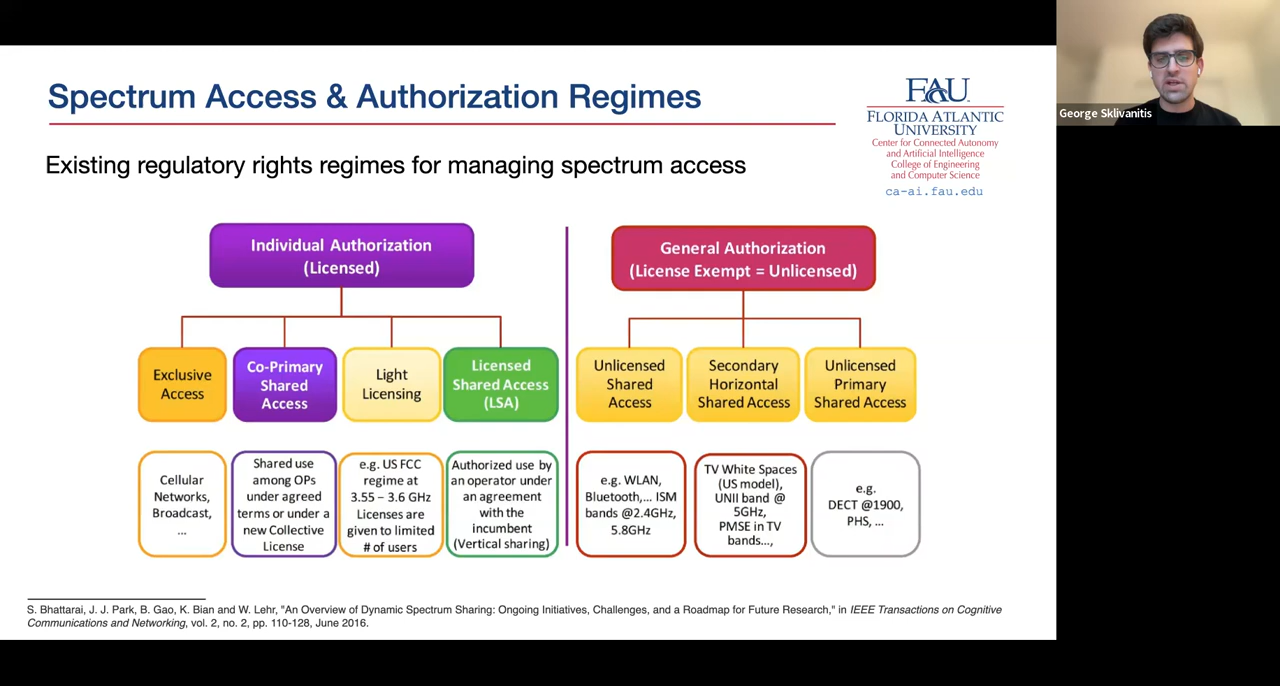 Spectrum Access & Authorization Regimes
FAU
FLORIDA ATLANTIC
UNIVERSITY
Center for Connected Autonomy
and Artificial Intelligence
College of Engineering
and Computer Science
ca-ai.fau.edu
George Sklivanitis
Existing regulatory rights regimes for managing spectrum access
Individual Authorization
(Licensed)
General Authorization
(License Exempt = Unlicensed)
Exclusive
Access
Co-Primary
Shared
Access
Light
Licensing
Licensed
Shared Access
(LSA)
Unlicensed
Shared
Access
Secondary
Horizontal
Shared Access
Unlicensed
Primary
Shared Access
Cellular
Networks,
Broadcast,
...
Shared use
among OPs
under agreed
terms or under a
new Collective
License
e.g. US FCC
regime at
3.55 – 3.6 GHz
Licenses are
given to limited
# of users
Authorized use by
an operator under
an agreement
with the
incumbent
(Vertical sharing)
e.g. WLAN,
Bluetooth,... ISM
bands @2.4GHz,
5.8GHz
TV White Spaces
(US model),
UNII band @
5GHz,
PMSE in TV
bands...,
e.g.
DECT @1900,
PHS, ...
S. Bhattarai, J. J. Park, B. Gao, K. Bian and W. Lehr, "An Overview of Dynamic Spectrum Sharing: Ongoing Initiatives, Challenges, and a Roadmap for Future Research," in IEEE Transactions on Cognitive
Communications and Networking, vol. 2, no. 2, pp. 110-128, June 2016.